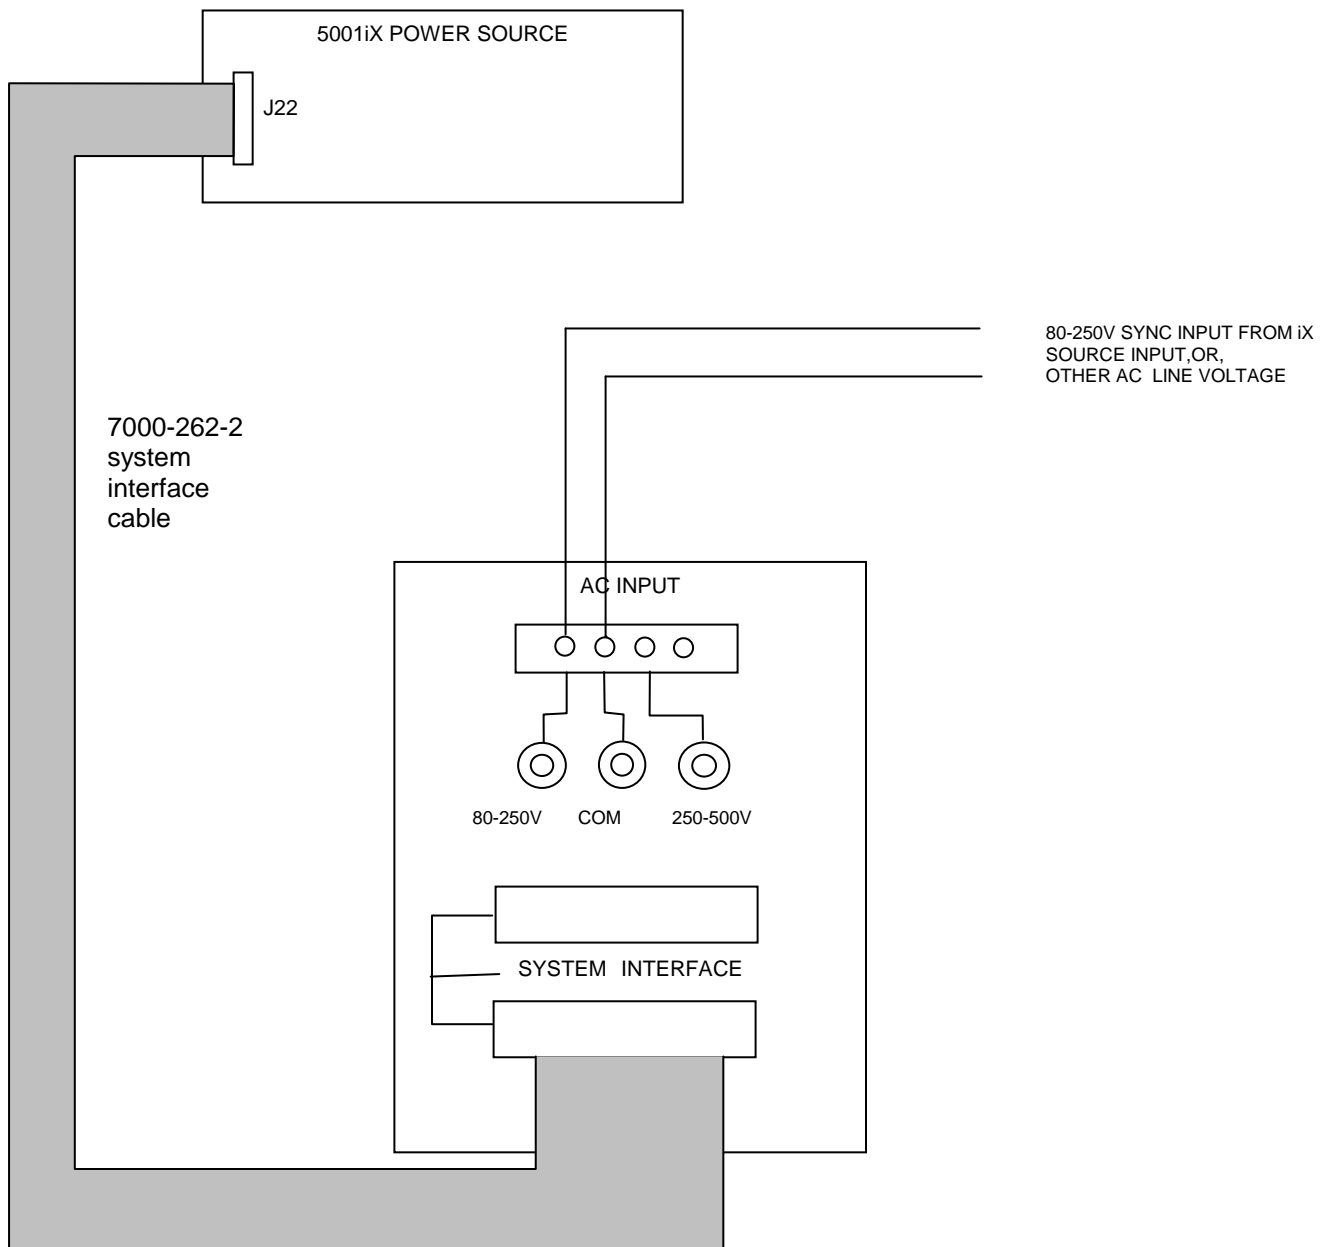 5001iX POWER SOURCE
J22
80-250V SYNC INPUT FROM iX
SOURCE INPUT,OR,
OTHER AC LINE VOLTAGE
7000-262-2
system
interface
cable
AC INPUT
80-250V COM 250-500V
SYSTEM INTERFACE